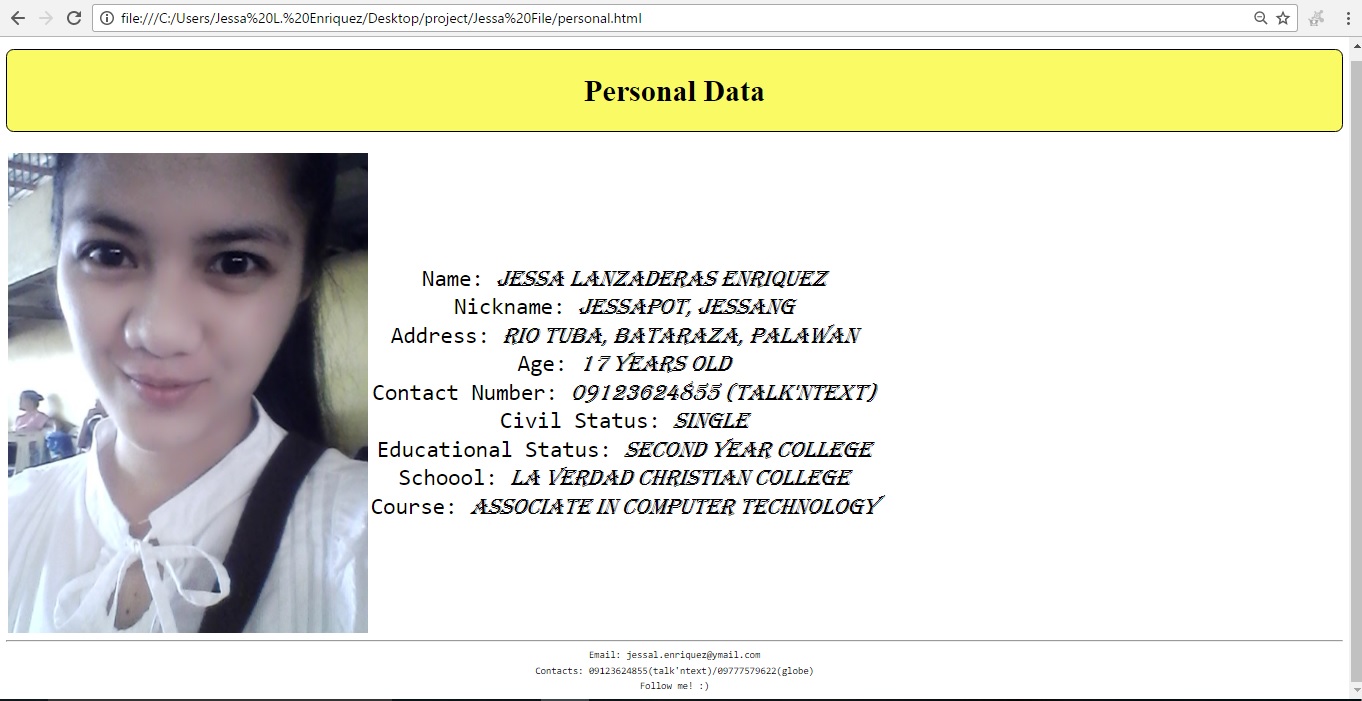 file:///C:/Users/Jessa%20L.%20Enriquez/Desktop/project/Jessa%20File/personal.html
Personal Data
Name: JESSA LANZADERAS ENRIQUEZ
Nickname: JESSAPOT, JESSANG
Address: RIO TUBA, BATARAZA, PALAWAN
Age: 17 YEARS OLD
Contact Number: 09123624855 (TALK'NTEXT)
Civil Status: SINGLE
Educational Status: SECOND YEAR COLLEGE
Schoool: LA VERDAD CHRISTIAN COLLEGE
Course: ASSOCIATE IN COMPUTER TECHNOLOGY
Email: jessal.enriquez@ymail.com
Contacts: 09123624855(talk'ntext)/09777579622(globe)
Follow me! :)